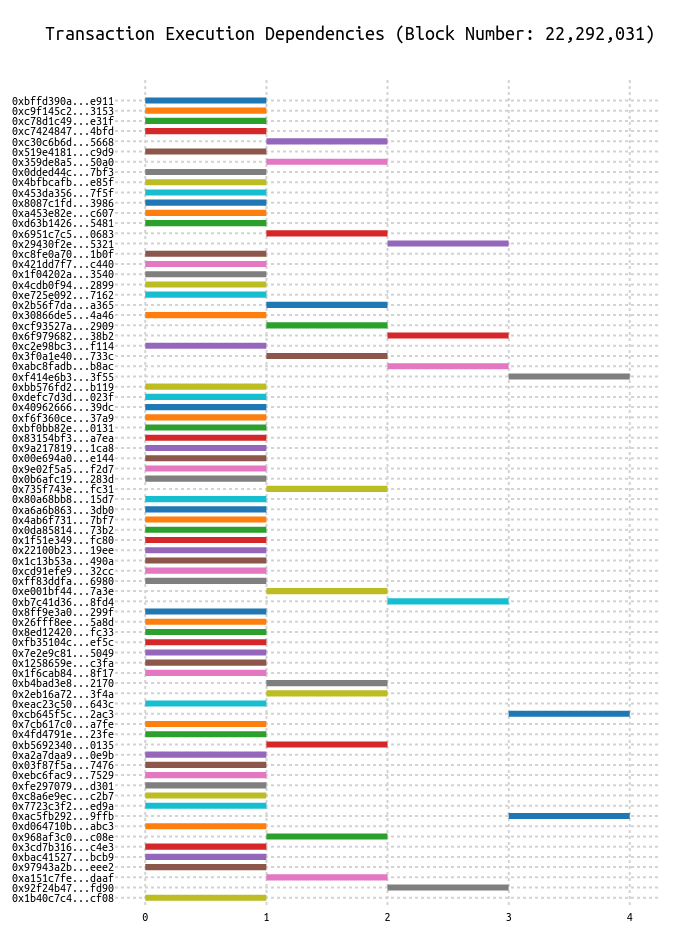 Transaction Execution Dependencies (Block Number: 22,292,031)
0xbffd390a...e911
0xc9f145c2...3153
0xc78d1c49...e31f
0xc7424847...4bfd
0xc30c6b6d...5668
0x519e4181...c9d9
0x359de8a5...50a0
0x0dded44c...7bf3
0x4bfbcafb...e85f
0x453da356...7f5f
0x8087c1fd...3986
0xa453e82e...c607
0xd63b1426...5481
0x6951c7c5...0683
0x29430f2e...5321
0xc8fe0a70...1b0f
0x421dd7f7...c440
0x1f04202a...3540
0x4cdb0f94...2899
0xe725e092...7162
0x2b56f7da...a365
0x30866de5...4a46
0xcf93527a...2909
0x6f979682...38b2
0xc2e98bc3...f114
0x3f0a1e40...733c
0xabc8fadb...b8ac
0xf414e6b3...3f55
0xbb576fd2...b119
0xdefc7d3d...023f
0x40962666...39dc
0xf6f360ce...37a9
0xbf0bb82e...0131
0x83154bf3...a7ea
0x9a217819...1ca8
0x00e694a0...e144
0x9e02f5a5...f2d7
0x0b6afc19...283d
0x735f743e...fc31
0x80a68bb8...15d7
0xa6a6b863...3db0
0x4ab6f731...7bf7
0x0da85814...73b2
0x1f51e349...fc80
0x22100b23...19ee
0x1c13b53a...490a
0xcd91efe9...32cc
0xff83ddfa...6980
0xe001bf44...7a3e
0xb7c41d36...8fd4
0x8ff9e3a0...299f
0x26fff8ee...5a8d
0x8ed12420...fc33
0xfb35104c...ef5c
0x7e2e9c81...5049
0x1258659e...c3fa
0x1f6cab84...8f17
0xb4bad3e8...2170
0x2eb16a72...3f4a
0xeac23c50...643c
0xcb645f5c...2ac3
0x7cb617c0...a7fe
0x4fd4791e...23fe
0xb5692340...0135
0xa2a7daa9...0e9b
0x03f87f5a...7476
0xebc6fac9...7529
0xfe297079...d301
0xc8a6e9ec...c2b7
0x7723c3f2...ed9a
0xac5fb292...9ffb
0xd064710b...abc3
0x968af3c0...c08e
0x3cd7b316...c4e3
0xbac41527...bcb9
0x97943a2b...eee2
0xa151c7fe...daaf
0x92f24b47...fd90
0x1b40c7c4...cf08
0 1 2 3 4